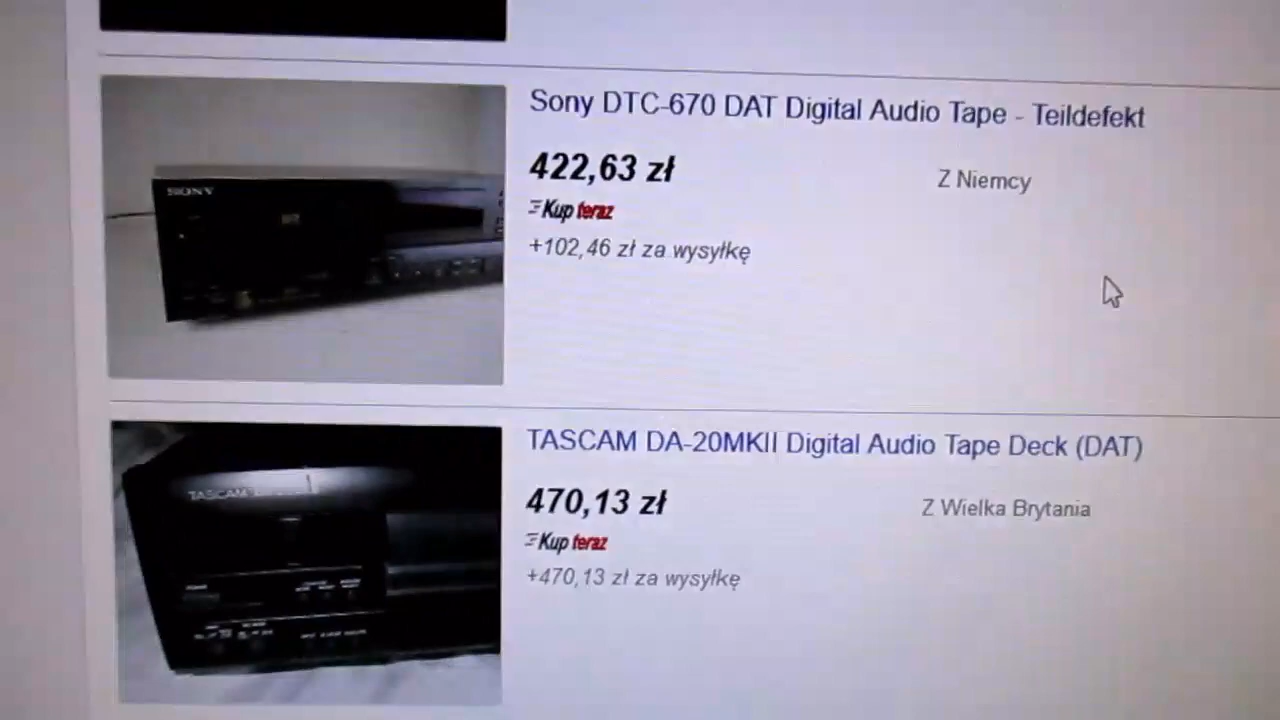 Sony DTC-670 DAT Digital Audio Tape - Teildefekt
422,63 zł
Z Niemcy
Kup teraz
+102,46 zł za wysyłkę
SONY
TASCAM DA-20MKII Digital Audio Tape Deck (DAT)
470,13 zł
Z Wielka Brytania
Kup teraz
+470,13 zł za wysyłkę
TASCAM